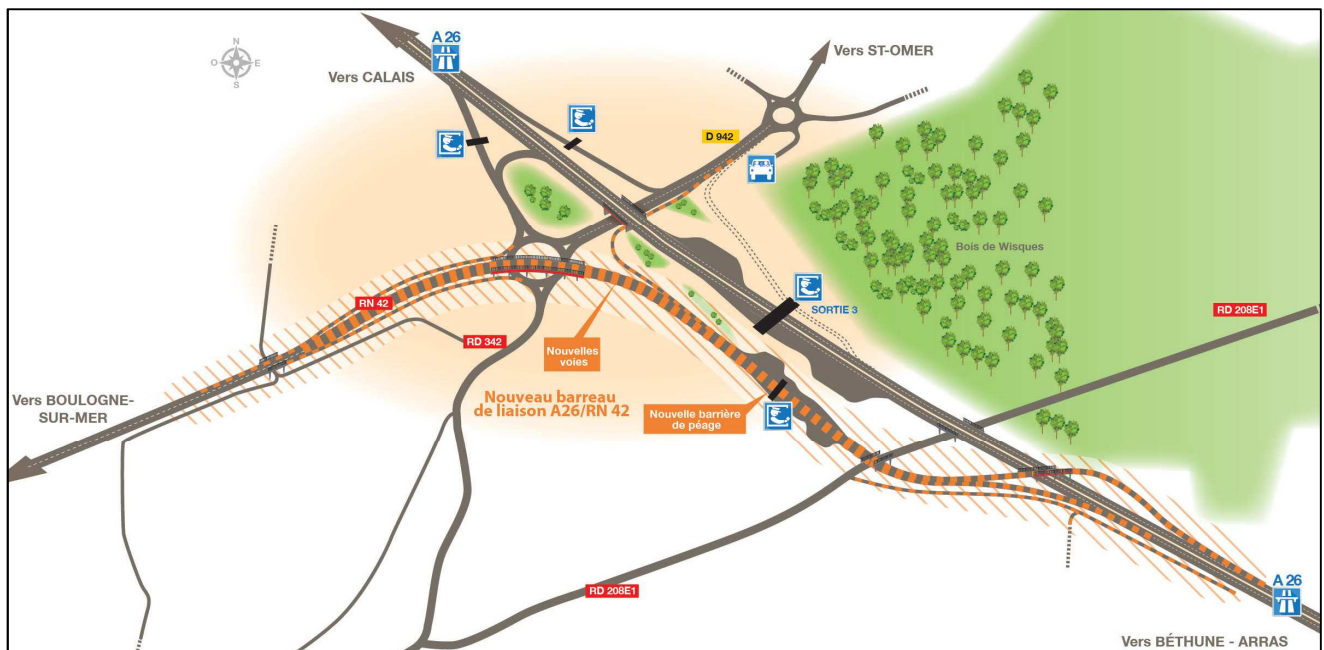 A 26
Vers CALAIS
N
O
E
S
Vers ST-OMER
D 942
Bois de Wisques
SORTIE 3
RD 208E1
RN 42
RD 342
Nouvelles
voies
Vers BOULOGNE-
SUR-MER
Nouveau barreau
de liaison A26/RN 42
Nouvelle barrière
de péage
RD 208E1
A 26
Vers BÉTHUNE - ARRAS